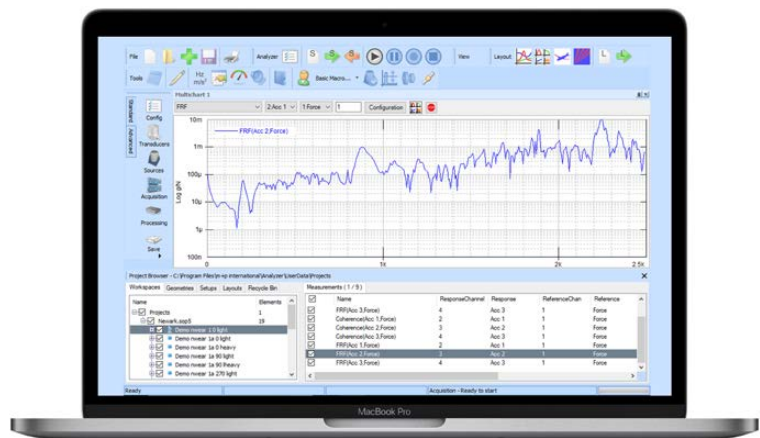 File Analyzer View Layout
Tools Hz m/s² Basic Macro...
Multichart 1
Standard
Advanced
FRF 2:Acc 1 1:Force 1 Configuration
Config
Transducers
Sources
Acquisition
Processing
Save
FRF(Acc 2,Force)
Log g/N
10m
1m
100µ
10µ
1µ
100n
0 1k 2k 2.5k
Project Browser - C:\Program Files\m+p international\Analyzer\UserData\Projects
Workspaces Geometries Setups Layouts Recycle Bin
Name Elements
Projects 1
Newark.sop5 19
Demo nwear 1 0 light
Demo nwear 1a 0 light
Demo nwear 1a 0 heavy
Demo nwear 1a 90 light
Demo nwear 1a 90 heavy
Demo nwear 1a 270 light
Measurements ( 1 / 9 )
Name ResponseChannel Response ReferenceChan Reference
FRF(Acc 3,Force) 4 Acc 3 1 Force
Coherence(Acc 1,Force) 2 Acc 1 1 Force
Coherence(Acc 2,Force) 3 Acc 2 1 Force
Coherence(Acc 3,Force) 4 Acc 3 1 Force
FRF(Acc 1,Force) 2 Acc 1 1 Force
FRF(Acc 2,Force) 3 Acc 2 1 Force
FRF(Acc 3,Force) 4 Acc 3 1 Force
Ready Acquisition - Ready to start
MacBook Pro